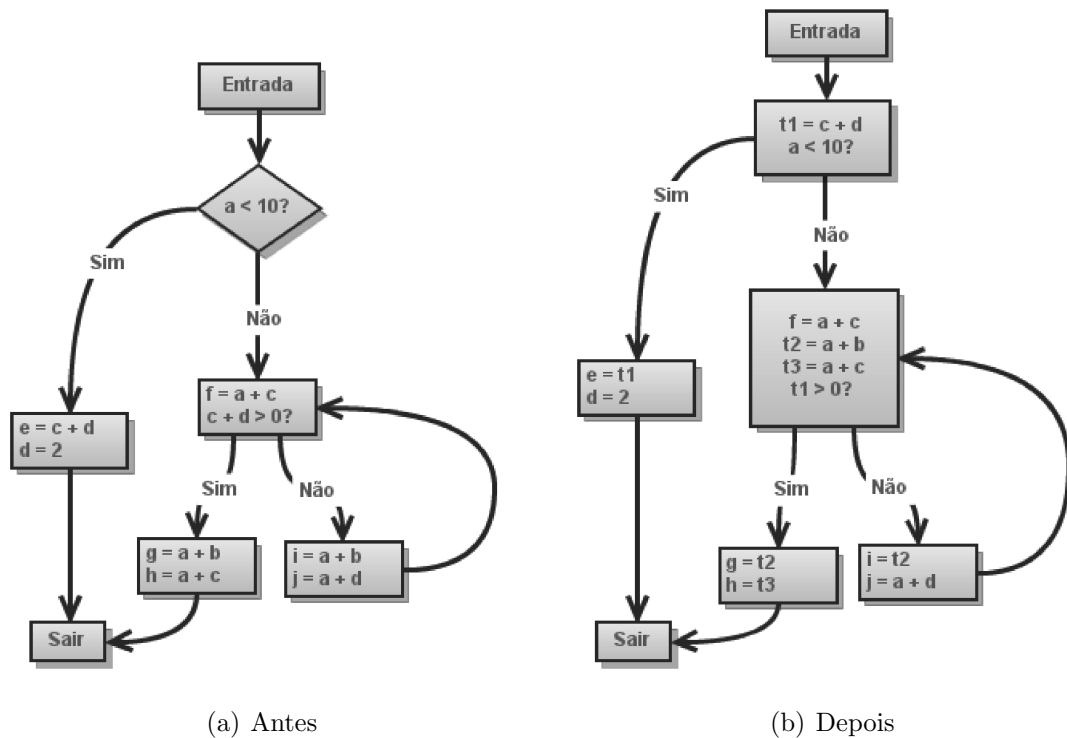 Entrada
a < 10?
Sim
Não
f = a + c
c + d > 0?
e = c + d
d = 2
Sim
Não
g = a + b
h = a + c
i = a + b
j = a + d
Sair
(a) Antes
Entrada
t1 = c + d
a < 10?
Sim
Não
f = a + c
t2 = a + b
t3 = a + c
t1 > 0?
e = t1
d = 2
Sim
Não
g = t2
h = t3
i = t2
j = a + d
Sair
(b) Depois